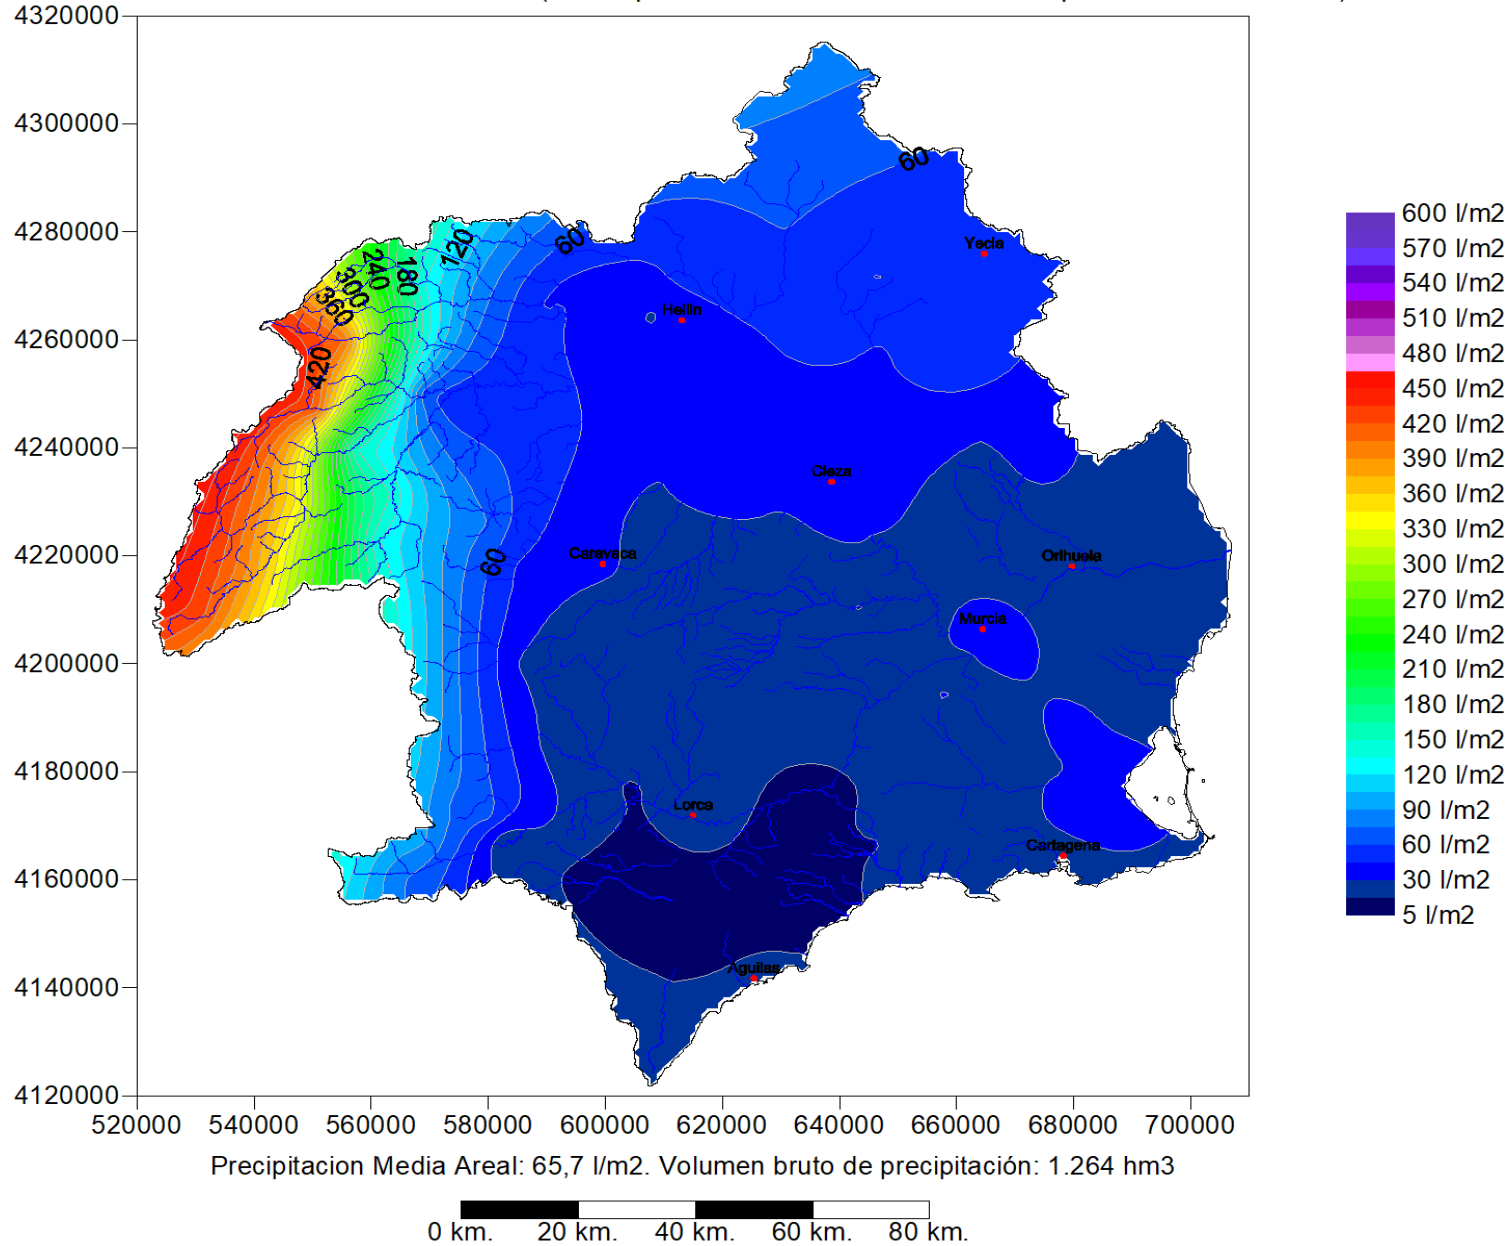 4320000
4300000
60
4280000
120
60
Yecla
240
180
300
360
Hellin
4260000
420
4240000
Cieza
4220000
60
Caravaca
Orihuela
Murcia
4200000
4180000
Lorca
Cartagena
4160000
Aguilas
4140000
4120000
520000 540000 560000 580000 600000 620000 640000 660000 680000 700000
600 l/m2
570 l/m2
540 l/m2
510 l/m2
480 l/m2
450 l/m2
420 l/m2
390 l/m2
360 l/m2
330 l/m2
300 l/m2
270 l/m2
240 l/m2
210 l/m2
180 l/m2
150 l/m2
120 l/m2
90 l/m2
60 l/m2
30 l/m2
5 l/m2
Precipitacion Media Areal: 65,7 l/m2. Volumen bruto de precipitación: 1.264 hm3
0 km. 20 km. 40 km. 60 km. 80 km.